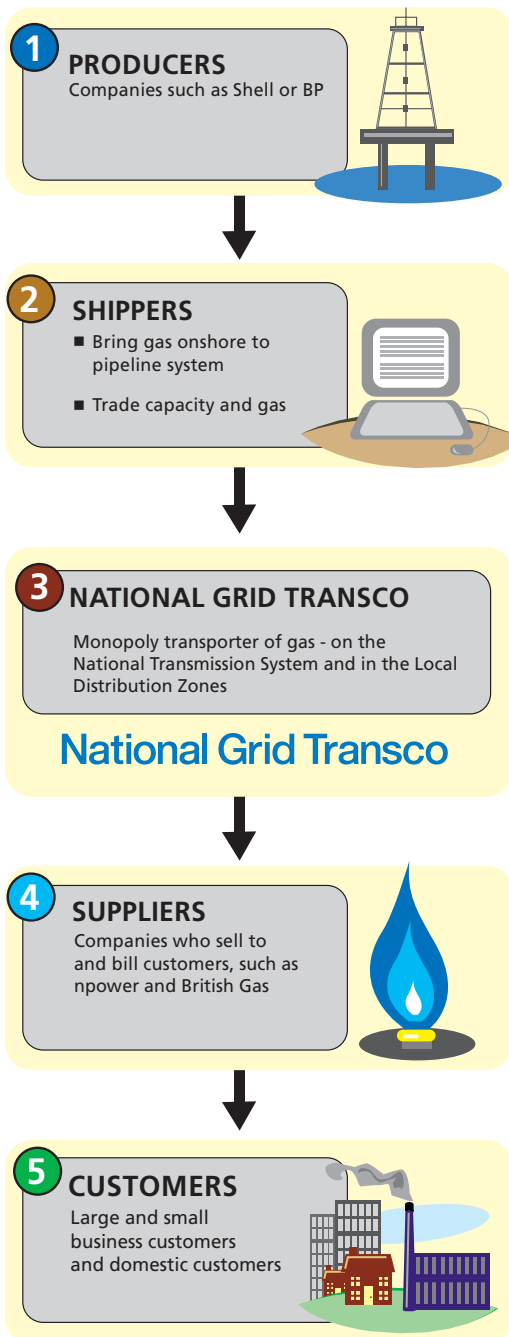 1
PRODUCERS
Companies such as Shell or BP
2
SHIPPERS
■ Bring gas onshore to
pipeline system
■ Trade capacity and gas
3
NATIONAL GRID TRANSCO
Monopoly transporter of gas - on the
National Transmission System and in the Local
Distribution Zones
National Grid Transco
4
SUPPLIERS
Companies who sell to
and bill customers, such as
npower and British Gas
5
CUSTOMERS
Large and small
business customers
and domestic customers